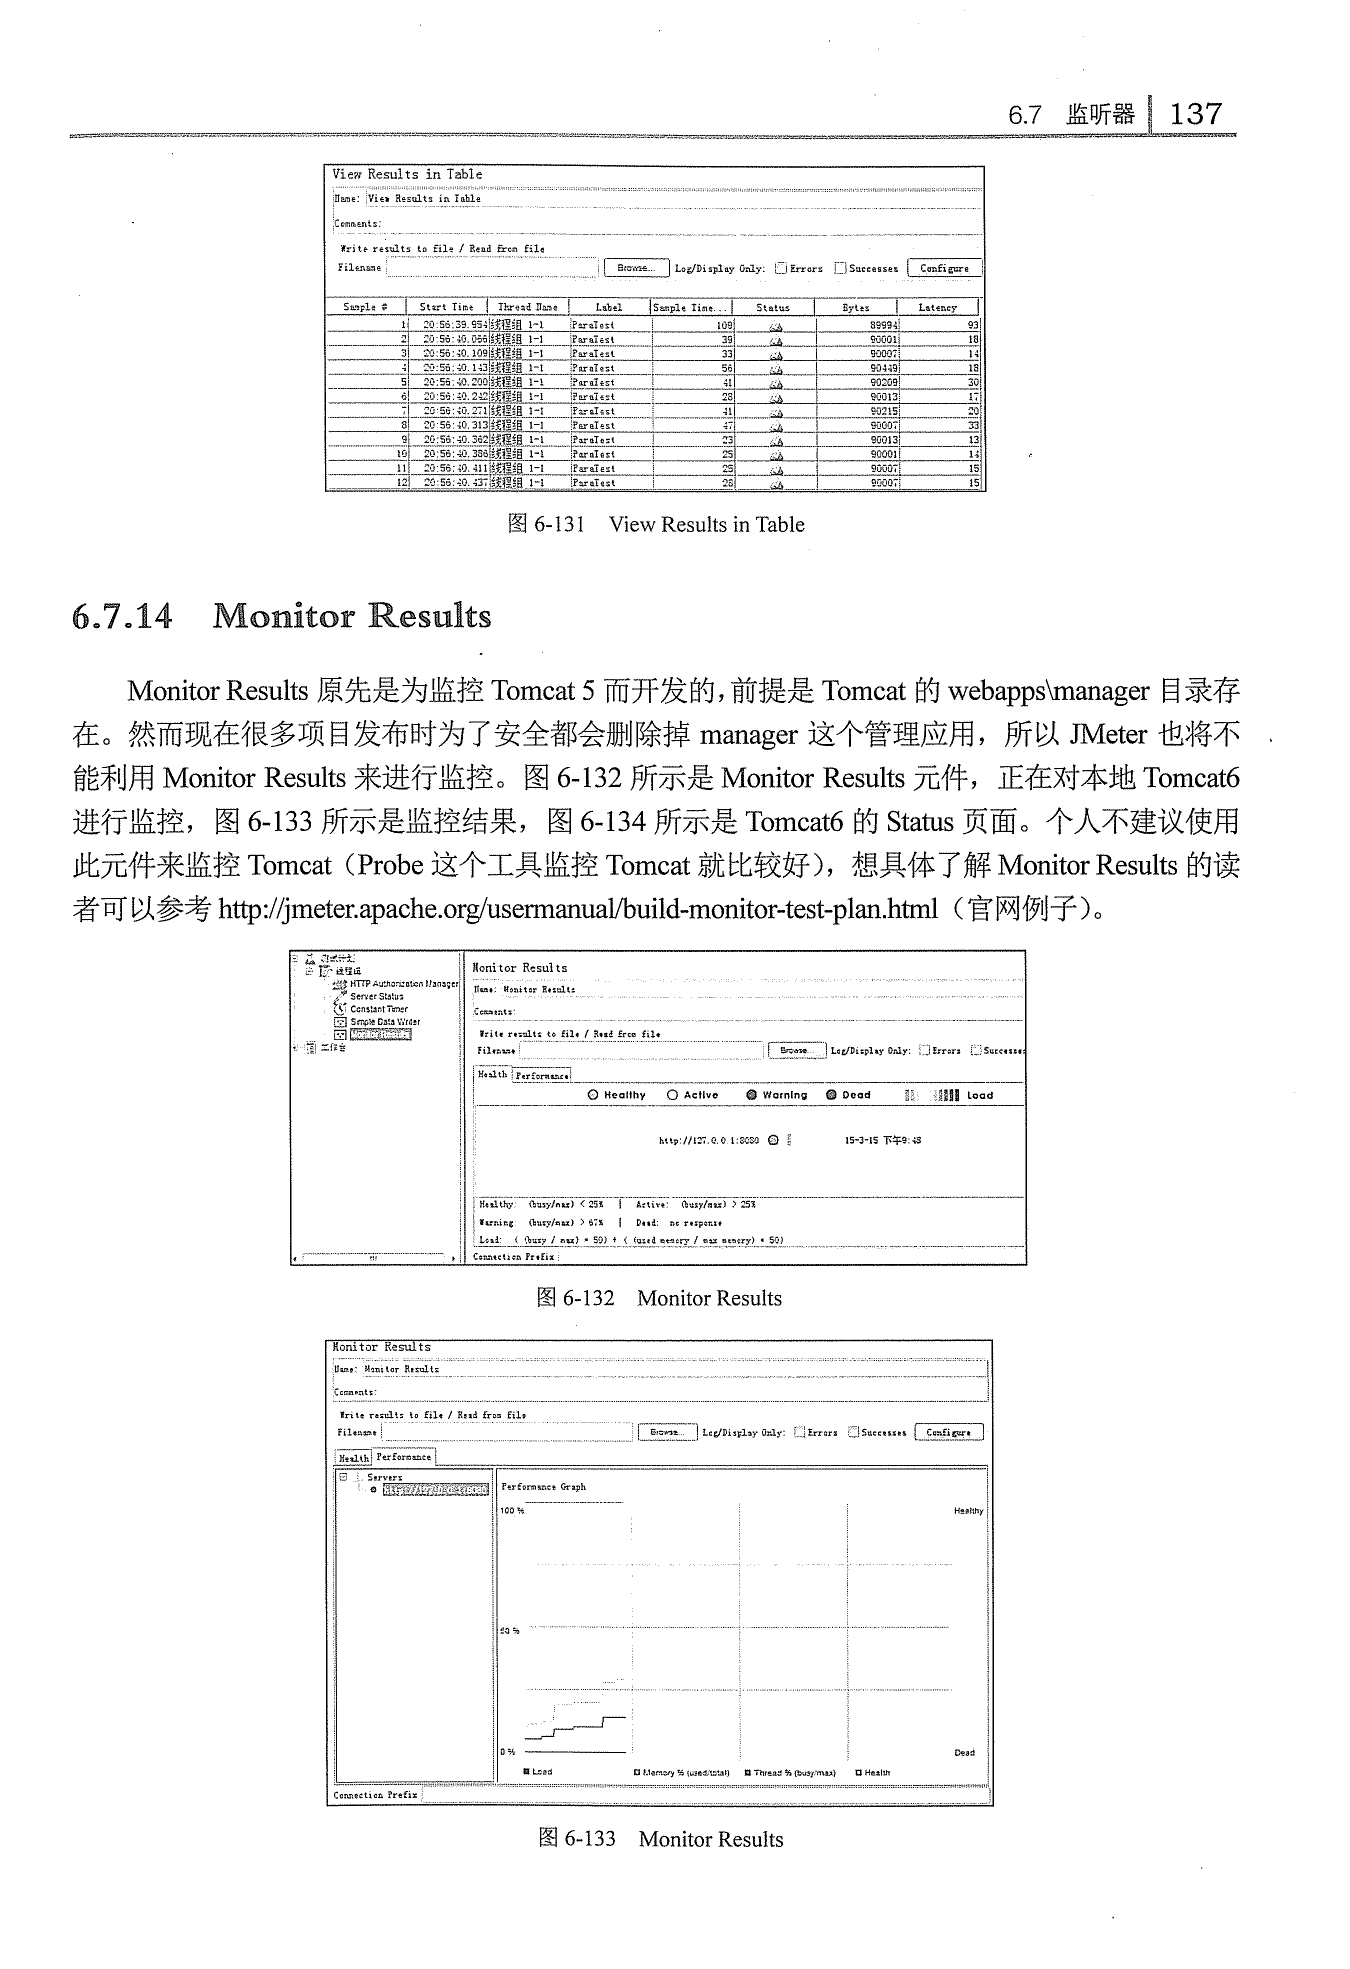 6.7 监听器 137
View Results in Table
Name: View Results in Table
Comments:
Write results to file / Read from file
Filename Browse... Log/Display Only: Errors Successes Configure
Sample # Start Time Thread Name Label Sample Time... Status Bytes Latency
1 20:56:39.954 线程组 1-1 ParaTest 109 89994 93
2 20:56:40.066 线程组 1-1 ParaTest 39 90001 18
3 20:56:40.109 线程组 1-1 ParaTest 33 90007 14
4 20:56:40.143 线程组 1-1 ParaTest 56 90449 18
5 20:56:40.200 线程组 1-1 ParaTest 41 90209 30
6 20:56:40.242 线程组 1-1 ParaTest 28 90013 17
7 20:56:40.271 线程组 1-1 ParaTest 41 90215 20
8 20:56:40.313 线程组 1-1 ParaTest 47 90007 33
9 20:56:40.362 线程组 1-1 ParaTest 23 90013 13
10 20:56:40.386 线程组 1-1 ParaTest 25 90001 14
11 20:56:40.411 线程组 1-1 ParaTest 25 90007 15
12 20:56:40.437 线程组 1-1 ParaTest 28 90007 15
图 6-131 View Results in Table
6.7.14 Monitor Results
Monitor Results 原先是为监控 Tomcat 5 而开发的，前提是 Tomcat 的 webapps\manager 目录存
在。然而现在很多项目发布时为了安全都会删除掉 manager 这个管理应用，所以 JMeter 也将不
能利用 Monitor Results 来进行监控。图 6-132 所示是 Monitor Results 元件，正在对本地 Tomcat6
进行监控，图 6-133 所示是监控结果，图 6-134 所示是 Tomcat6 的 Status 页面。个人不建议使用
此元件来监控 Tomcat（Probe 这个工具监控 Tomcat 就比较好），想具体了解 Monitor Results 的读
者可以参考 http://jmeter.apache.org/usermanual/build-monitor-test-plan.html（官网例子）。
测试计划
线程组
HTTP Authorization Manager
Server Status
Constant Timer
Simple Data Writer
工作台
Monitor Results
Name: Monitor Results
Comments:
Write results to file / Read from file
Filename Browse... Log/Display Only: Errors Successes
Health Performance
Healthy Active Warning Dead Load
http://127.0.0.1:8080 15-3-15 下午9:48
Healthy: (busy/max) < 25% | Active: (busy/max) > 25%
Warning: (busy/max) > 67% | Dead: no response
Load: ( (busy / max) * 50) + ( (used memory / max memory) * 50)
Connection Prefix
图 6-132 Monitor Results
Monitor Results
Name: Monitor Results
Comments:
Write results to file / Read from file
Filename Browse... Log/Display Only: Errors Successes Configure
Health Performance
Servers
Performance Graph
100 % Healthy
50 %
0 % Dead
Load Memory % (used/total) Thread % (busy/max) Health
Connection Prefix
图 6-133 Monitor Results